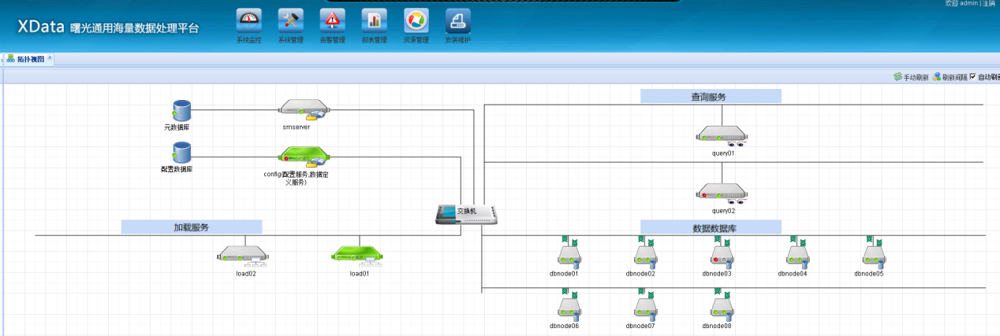 欢迎 admin | 注销
XData 曙光通用海量数据处理平台
系统监控 系统管理 告警管理 报表管理 资源管理 安装维护
拓扑视图
手动刷新 刷新间隔 自动刷新
查询服务
元数据库
smserver
query01
配置数据库
config(配置服务,数据定
义服务)
query02
交换机
加载服务
数据数据库
load02
load01
dbnode01 dbnode02 dbnode03 dbnode04 dbnode05
dbnode06 dbnode07 dbnode08